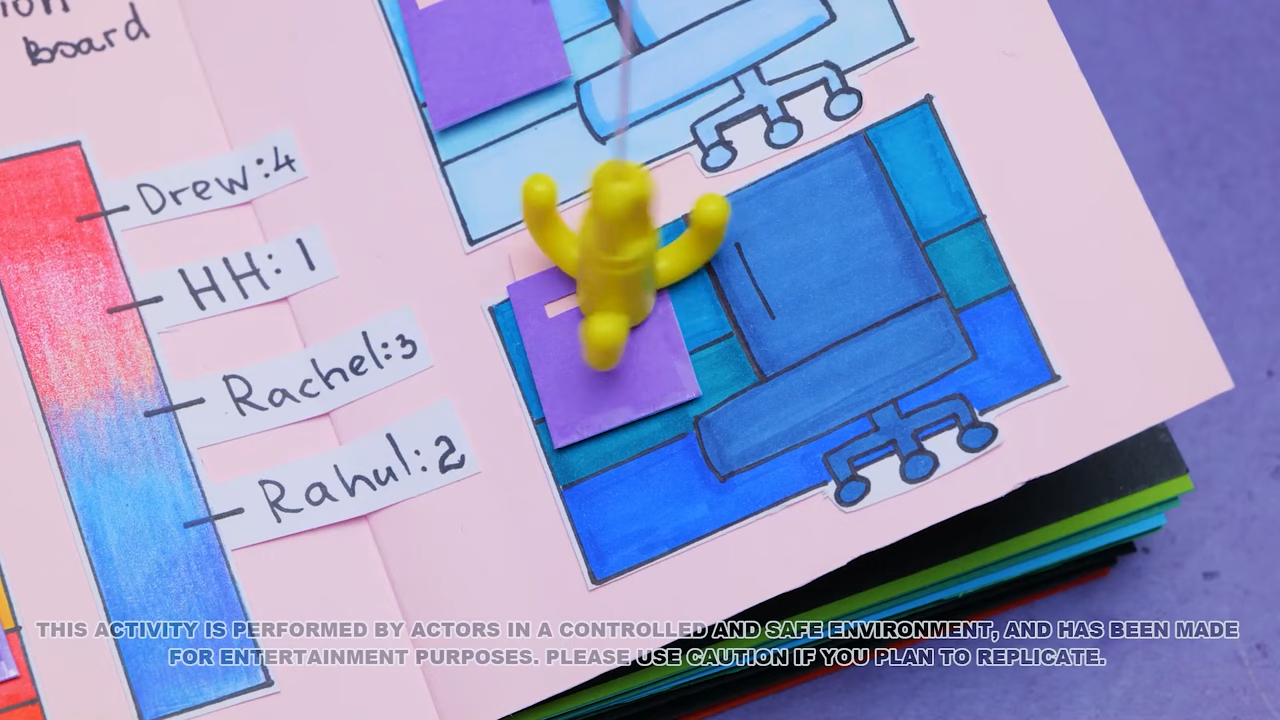 Board
Drew:4
HH: 1
Rachel:3
Rahul:2
THIS ACTIVITY IS PERFORMED BY ACTORS IN A CONTROLLED AND SAFE ENVIRONMENT, AND HAS BEEN MADE
FOR ENTERTAINMENT PURPOSES. PLEASE USE CAUTION IF YOU PLAN TO REPLICATE.